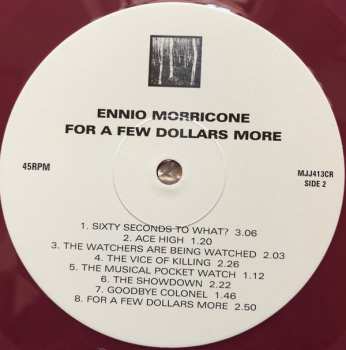 ENNIO MORRICONE
FOR A FEW DOLLARS MORE
45RPM
MJJ413CR
SIDE 2
1. SIXTY SECONDS TO WHAT? 3.06
2. ACE HIGH 1.20
3. THE WATCHERS ARE BEING WATCHED 2.03
4. THE VICE OF KILLING 2.26
5. THE MUSICAL POCKET WATCH 1.12
6. THE SHOWDOWN 2.22
7. GOODBYE COLONEL 1.46
8. FOR A FEW DOLLARS MORE 2.50